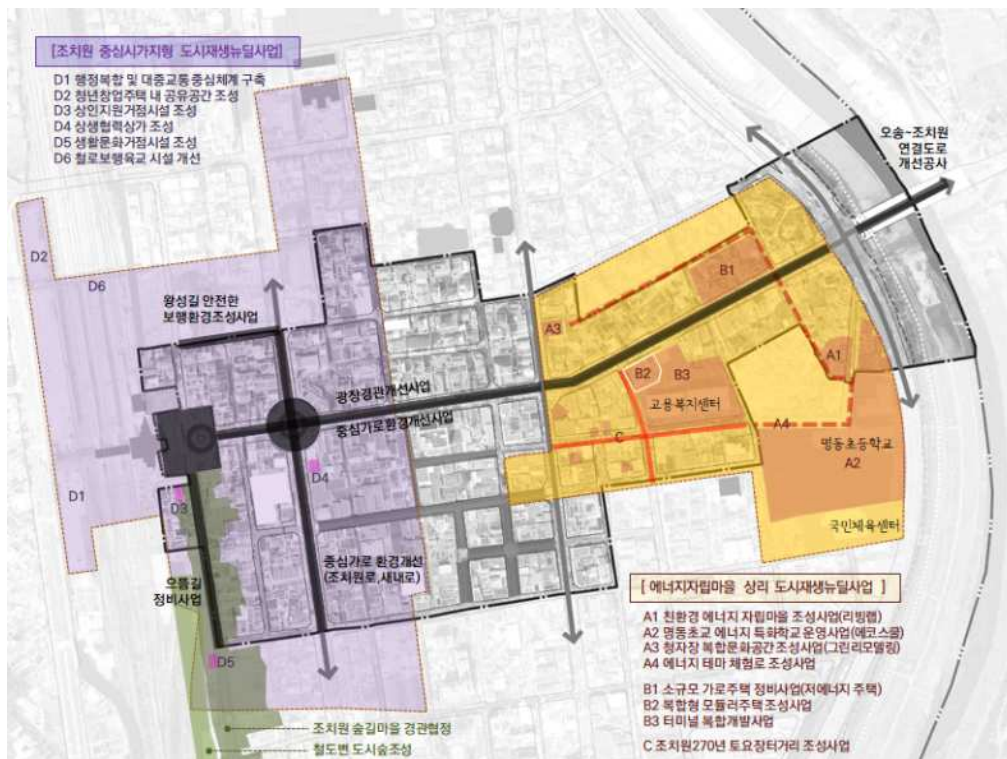 [조치원 중심시가지형 도시재생뉴딜사업]
D1 행정복합 및 대중교통중심체계 구축
D2 청년창업주택 내 공유공간 조성
D3 상인지원거점시설 조성
D4 상생협력상가 조성
D5 생활문화거점시설 조성
D6 철로보행육교 시설 개선
오송~조치원
연결도로
개선공사
D2
D6
왕성길 안전한
보행환경조성사업
B1
A3
A1
B2
B3
고용복지센터
광장경관개선사업
중심가로환경개선사업
C
A4
명동초등학교
A2
D4
D1
D3
국민체육센터
중심가로 환경개선
(조치원로,새내로)
으뜸길
정비사업
D5
조치원 숲길마을 경관협정
철도변 도시숲조성
[ 에너지자립마을 상리 도시재생뉴딜사업 ]
A1 친환경 에너지 자립마을 조성사업(리빙랩)
A2 명동초교 에너지 특화학교 운영사업(에코스쿨)
A3 청자장 복합문화공간 조성사업(그린리모델링)
A4 에너지 테마 체험로 조성사업
B1 소규모 가로주택 정비사업(저에너지 주택)
B2 복합형 모듈러주택 조성사업
B3 터미널 복합개발사업
C 조치원270년 토요장터거리 조성사업